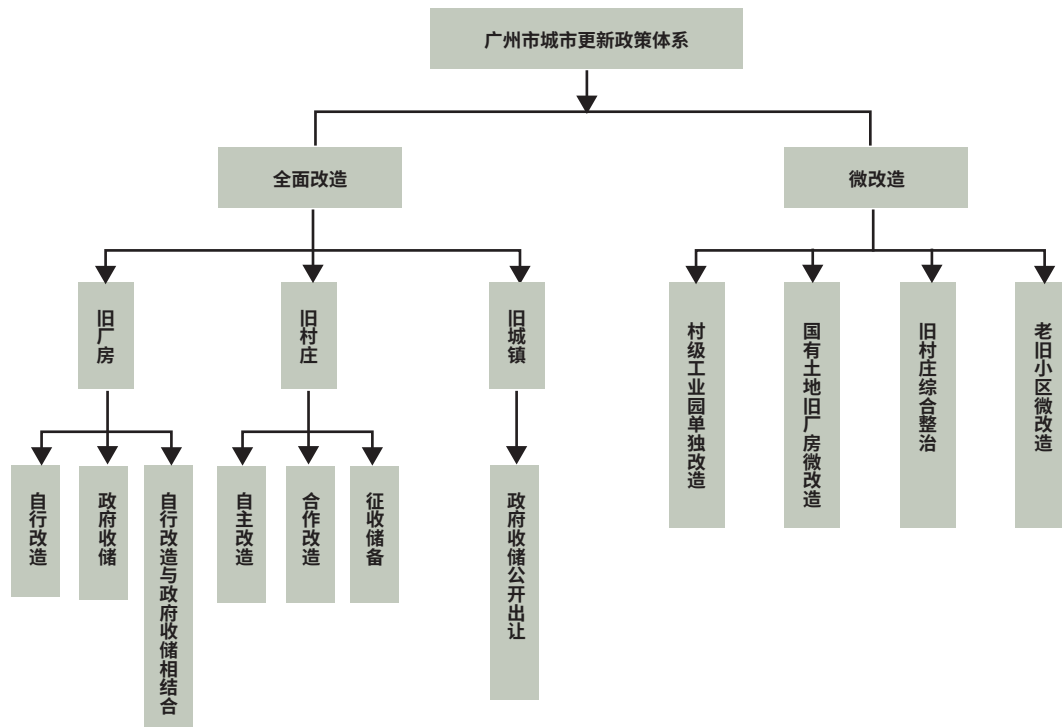 广州市城市更新政策体系
全面改造
微改造
旧厂房
旧村庄
旧城镇
村级工业园单独改造
国有土地旧厂房微改造
旧村庄综合整治
老旧小区微改造
自行改造
政府收储
自行改造与政府收储相结合
自主改造
合作改造
征收储备
政府收储公开出让